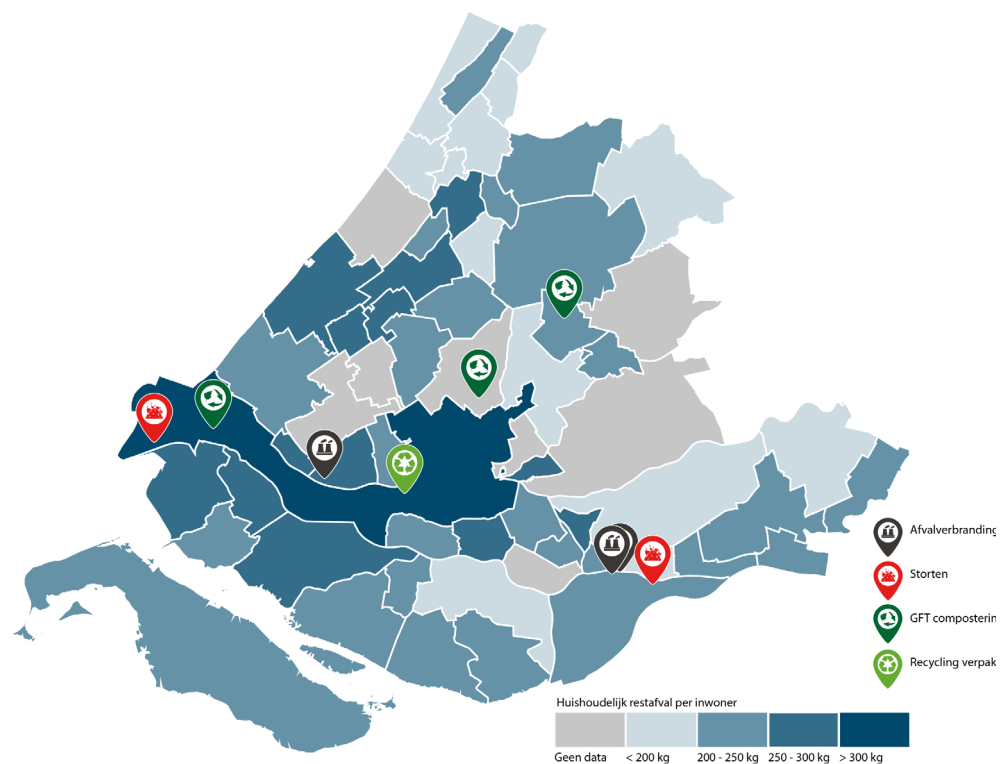 Afvalverbranding
Storten
GFT composterin
Recycling verpak
Huishoudelijk restafval per inwoner
Geen data
< 200 kg
200 - 250 kg
250 - 300 kg
> 300 kg